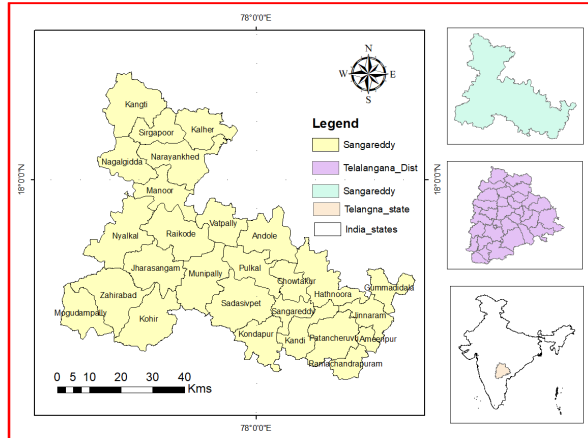 78°0'0"E
N
W E
S
Kangti
Sirgapoor
Kalher
Nagalgidda
Narayankhed
Manoor
Nyalkal
Raikode
Vatpally
Andole
Jharasangam
Munipally
Pulkal
Chowtakur
Gummadidala
Zahirabad
Sadasivpet
Hathnoora
Mogudampally
Kohir
Sangareddy
Jinnaram
Kondapur
Kandi
Patancheruvu
Ameenpur
Ramachandrapuram
18°0'0"N
18°0'0"N
Legend
Sangareddy
Telalangana_Dist
Sangareddy
Telangna_state
India_states
0 5 10 20 30 40
Kms
78°0'0"E